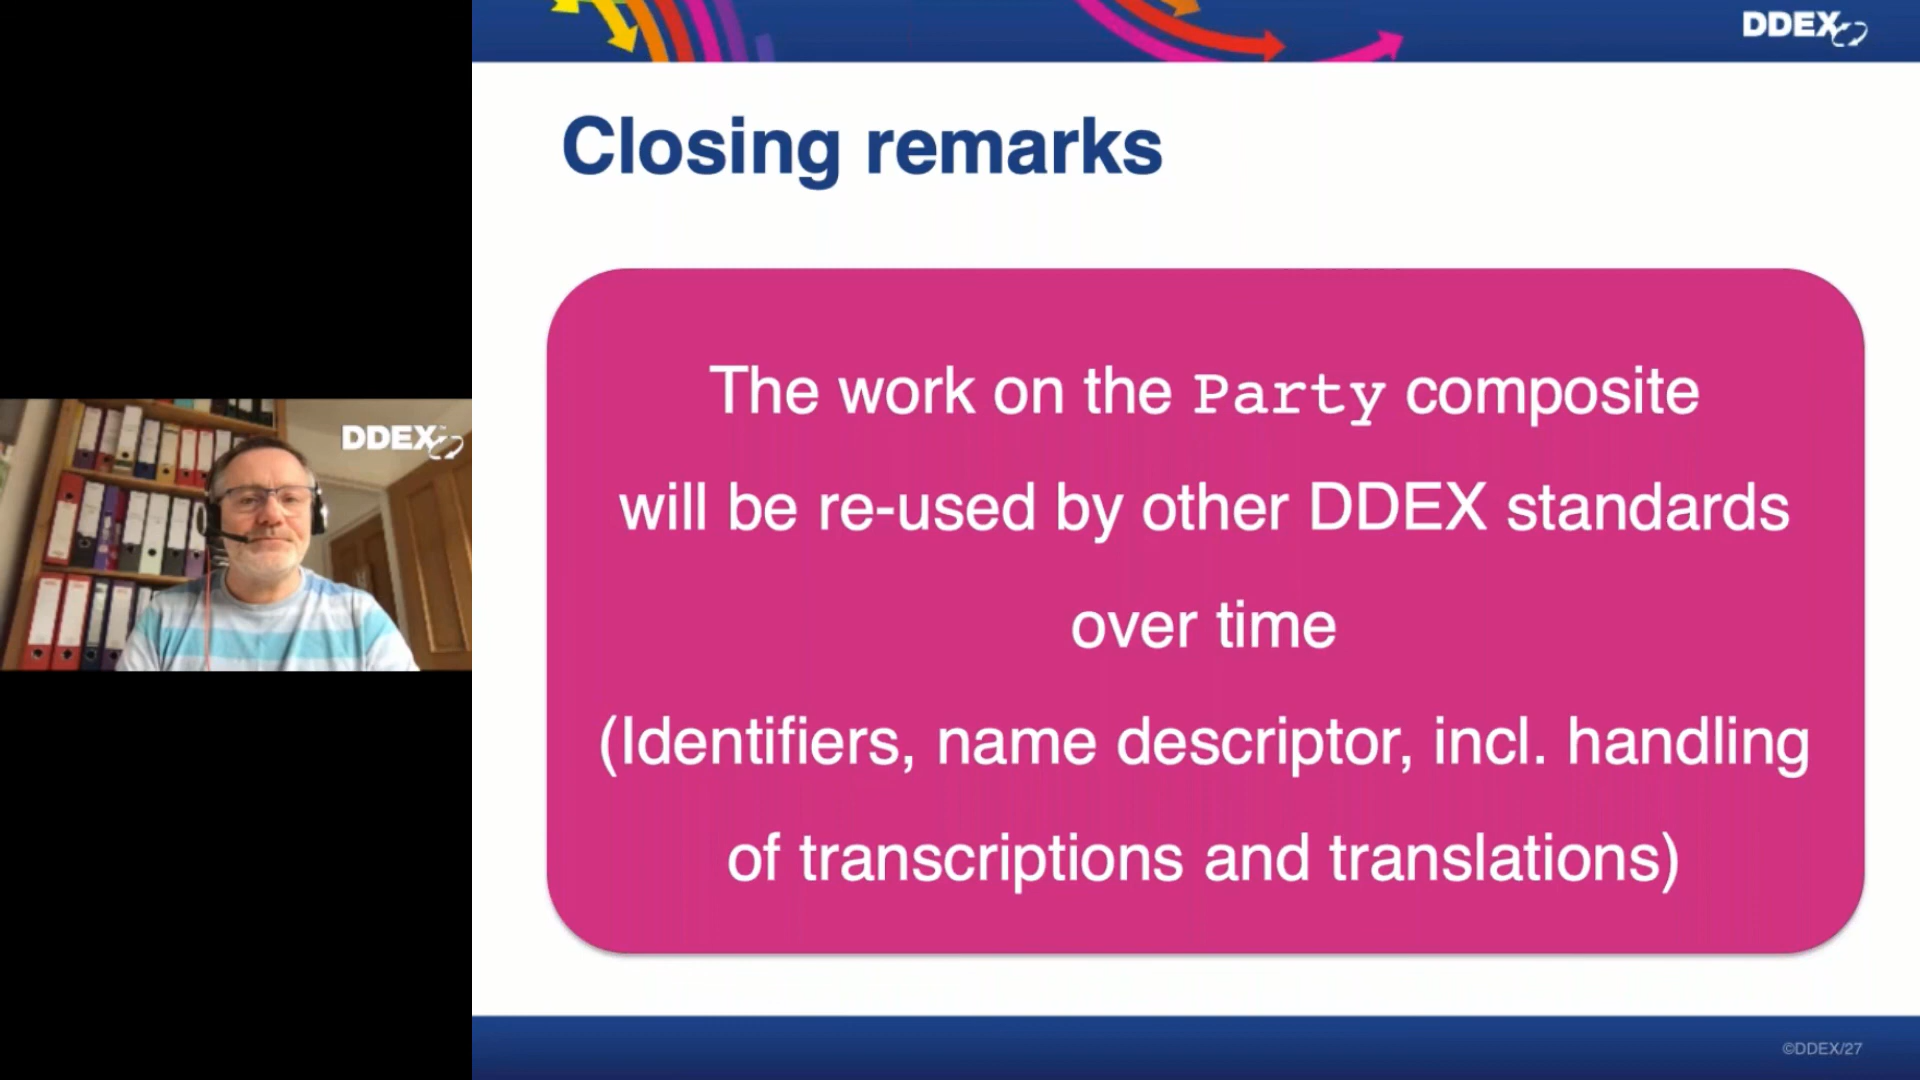 DDEX
Closing remarks
The work on the Party composite
will be re-used by other DDEX standards
over time
(Identifiers, name descriptor, incl. handling
of transcriptions and translations)
DDEX
©DDEX/27